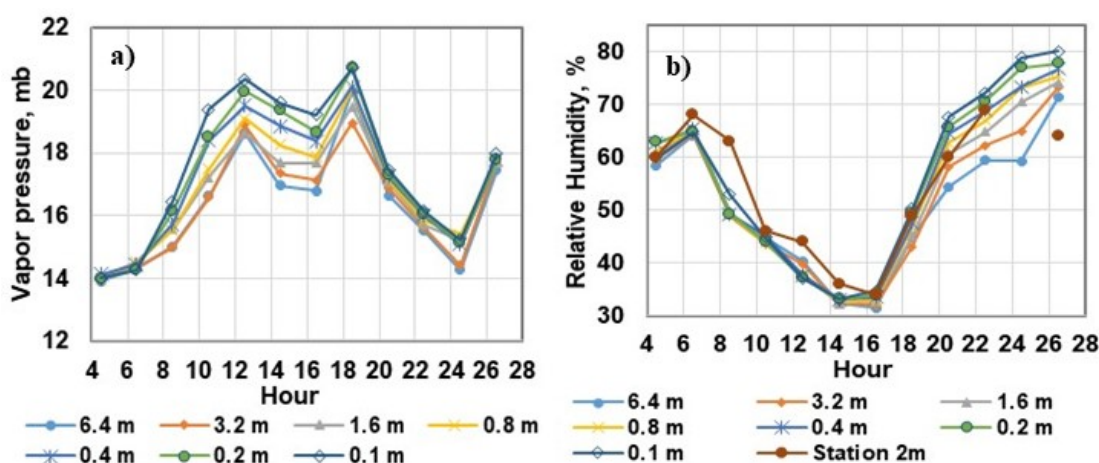 a)
Vapor pressure, mb
22
20
18
16
14
12
4 6 8 10 12 14 16 18 20 22 24 26 28
Hour
6.4 m 3.2 m 1.6 m 0.8 m
0.4 m 0.2 m 0.1 m
b)
Relative Humidity, %
80
70
60
50
40
30
4 6 8 10 12 14 16 18 20 22 24 26 28
Hour
6.4 m 3.2 m 1.6 m
0.8 m 0.4 m 0.2 m
0.1 m Station 2m